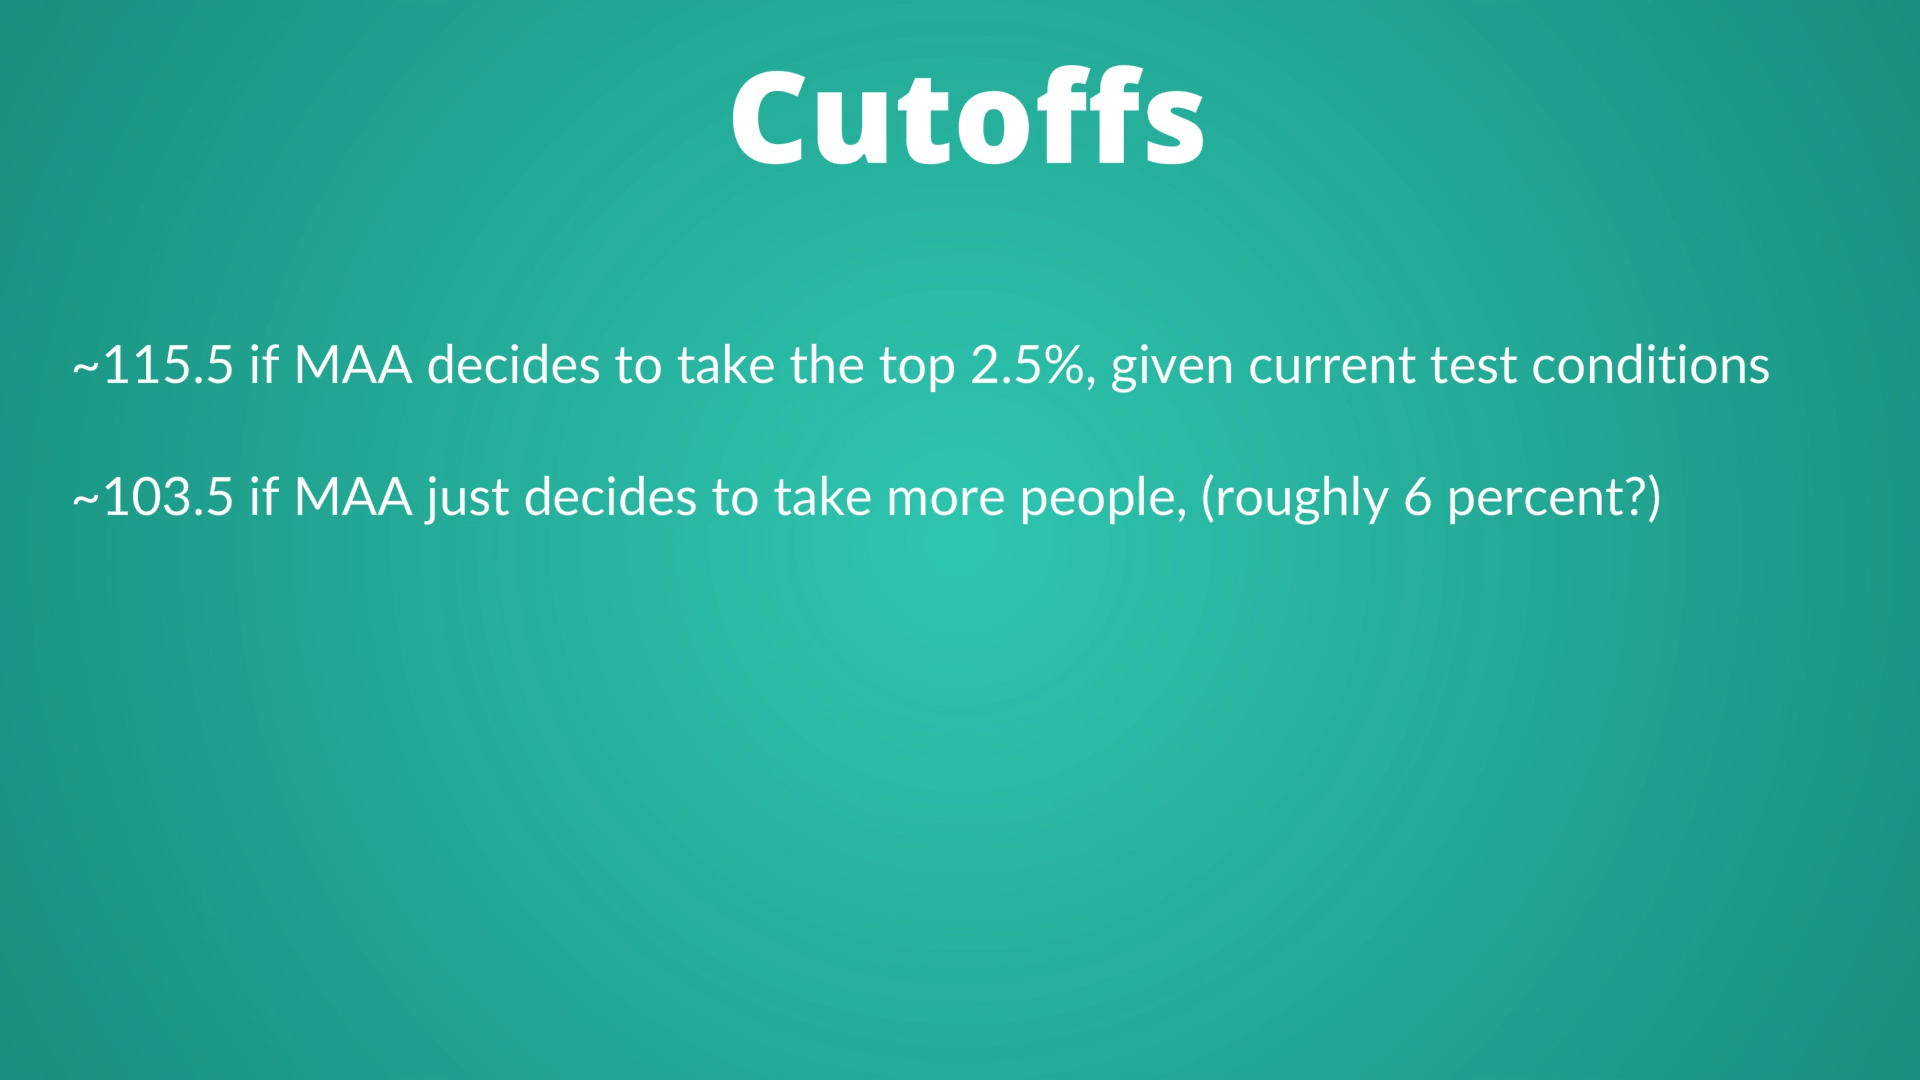 Cutoffs
~115.5 if MAA decides to take the top 2.5%, given current test conditions
~103.5 if MAA just decides to take more people, (roughly 6 percent?)